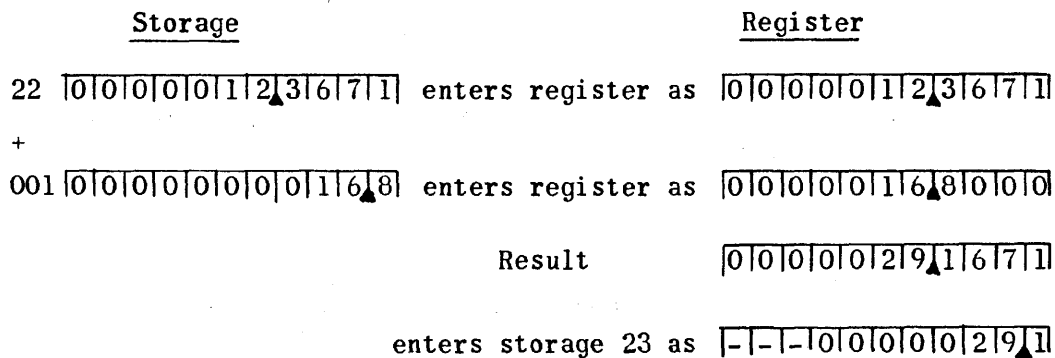 Storage Register
22 |0|0|0|0|0|1|2▲3|6|7|1| enters register as |0|0|0|0|0|1|2▲3|6|7|1|
+
001 |0|0|0|0|0|0|0|0|1|6▲8| enters register as |0|0|0|0|0|1|6▲8|0|0|0|
Result |0|0|0|0|0|2|9▲1|6|7|1|
enters storage 23 as |-|-|-|0|0|0|0|0|2|9▲1|